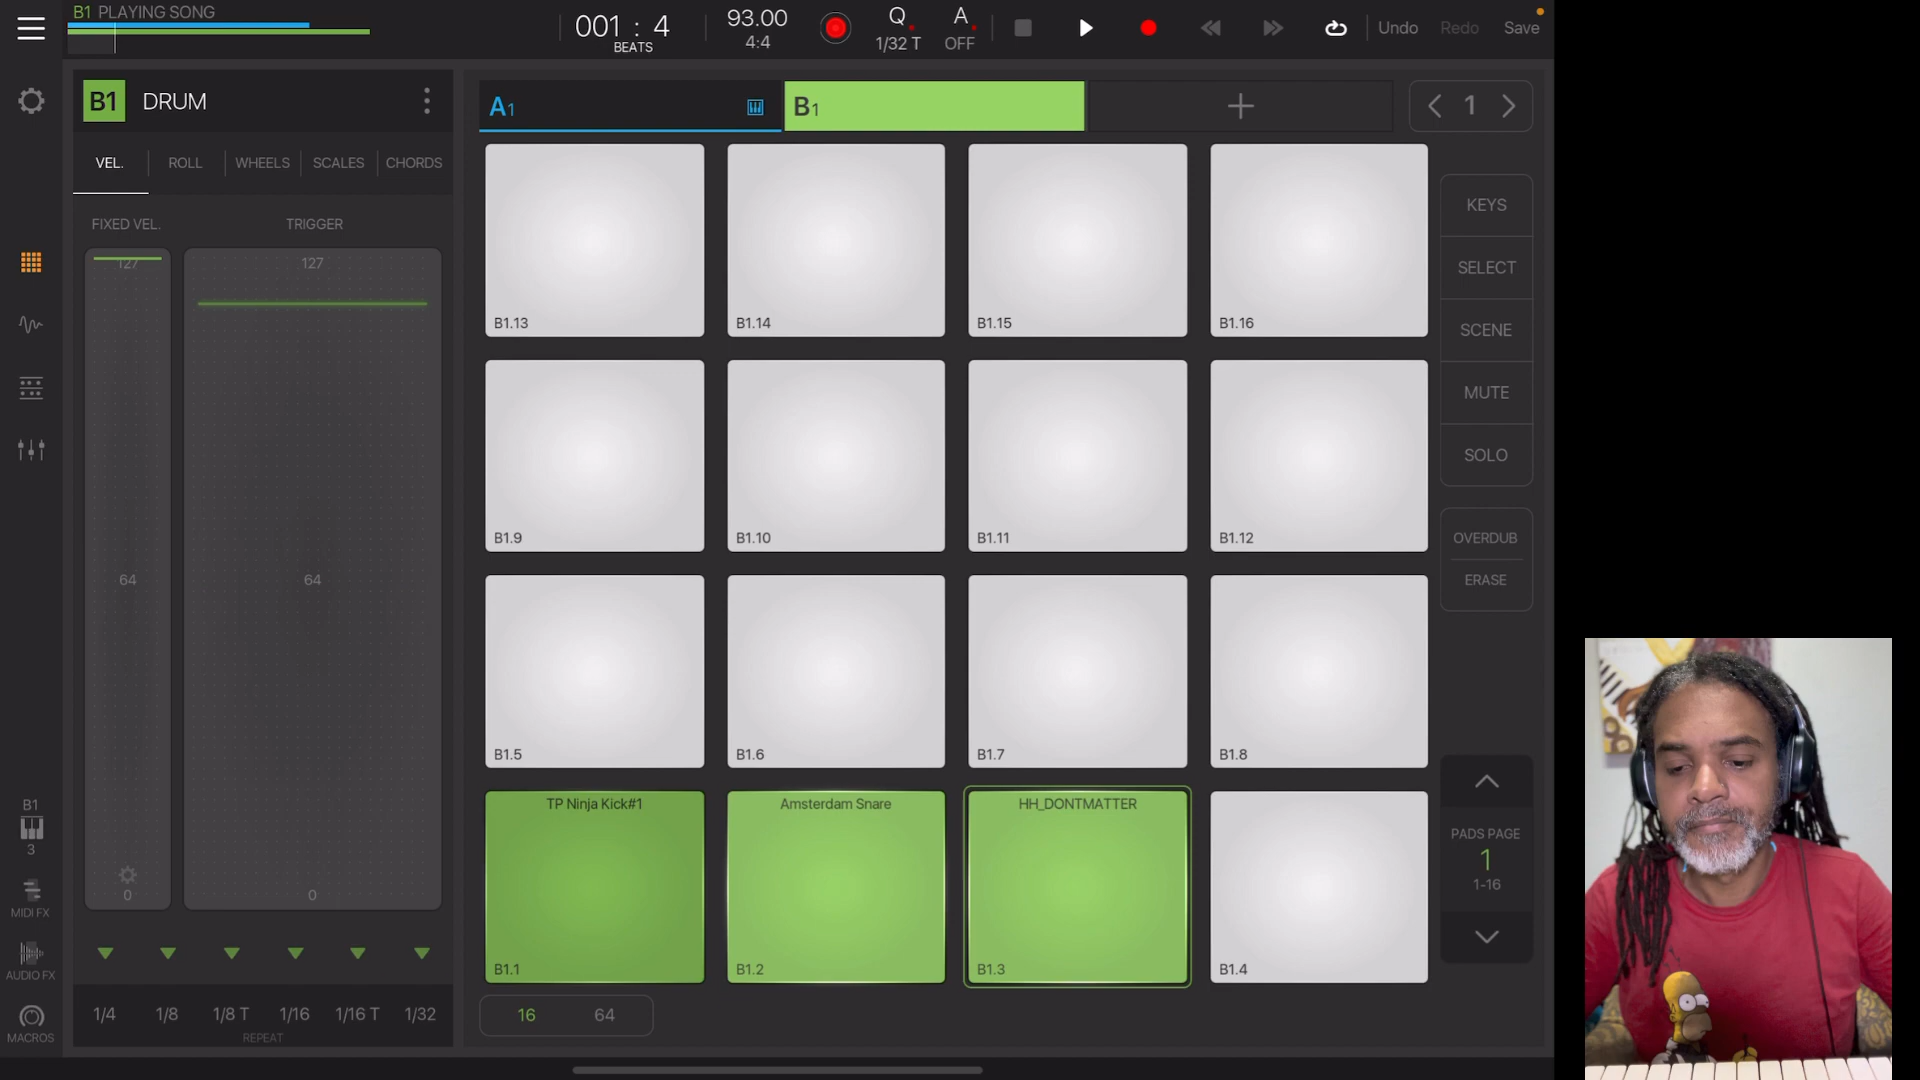 B1 PLAYING SONG
001 : 4
BEATS
93.00
4:4
Q
1/32 T
A
OFF
Undo
Redo
Save
B1
DRUM
VEL.
ROLL
WHEELS
SCALES
CHORDS
FIXED VEL.
TRIGGER
127
127
64
64
0
0
1/4
1/8
1/8 T
1/16
1/16 T
1/32
REPEAT
B1
3
MIDI FX
AUDIO FX
MACROS
A1
B1
1
B1.13
B1.14
B1.15
B1.16
B1.9
B1.10
B1.11
B1.12
B1.5
B1.6
B1.7
B1.8
TP Ninja Kick#1
Amsterdam Snare
HH_DONTMATTER
B1.1
B1.2
B1.3
B1.4
16
64
KEYS
SELECT
SCENE
MUTE
SOLO
OVERDUB
ERASE
PADS PAGE
1
1-16